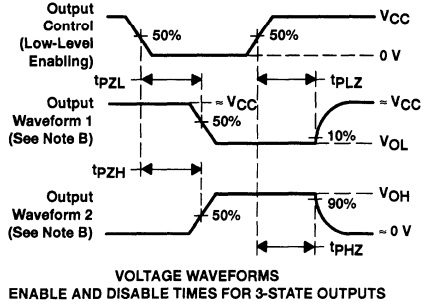 Output
Control
(Low-Level
Enabling)
50%
50%
VCC
0 V
tPZL
tPLZ
Output
Waveform 1
(See Note B)
≈ VCC
50%
≈ VCC
10%
VOL
tPZH
Output
Waveform 2
(See Note B)
50%
VOH
90%
≈ 0 V
tPHZ
VOLTAGE WAVEFORMS
ENABLE AND DISABLE TIMES FOR 3-STATE OUTPUTS